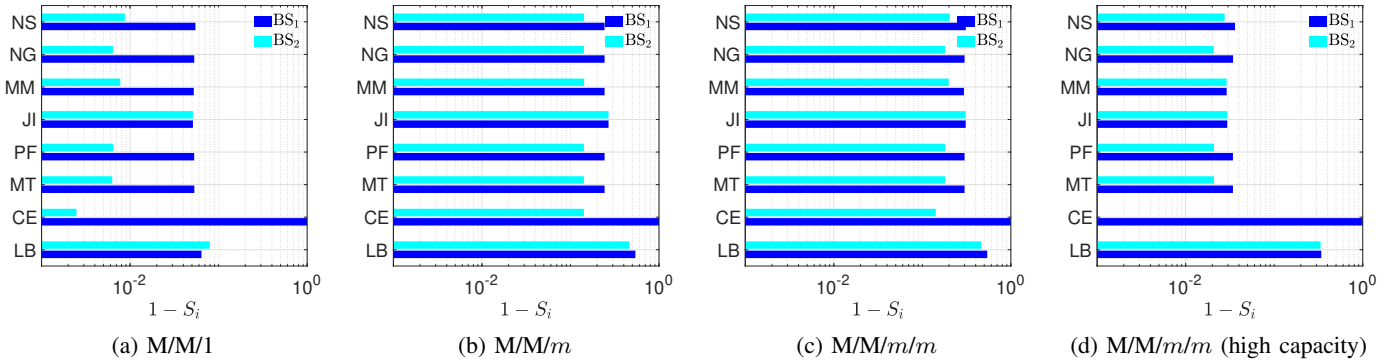 NS
NG
MM
JI
PF
MT
CE
LB
BS₁
BS₂
10⁻²
10⁰
1 − Sᵢ
(a) M/M/1
NS
NG
MM
JI
PF
MT
CE
LB
BS₁
BS₂
10⁻²
10⁰
1 − Sᵢ
(b) M/M/m
NS
NG
MM
JI
PF
MT
CE
LB
BS₁
BS₂
10⁻²
10⁰
1 − Sᵢ
(c) M/M/m/m
NS
NG
MM
JI
PF
MT
CE
LB
BS₁
BS₂
10⁻²
10⁰
1 − Sᵢ
(d) M/M/m/m (high capacity)